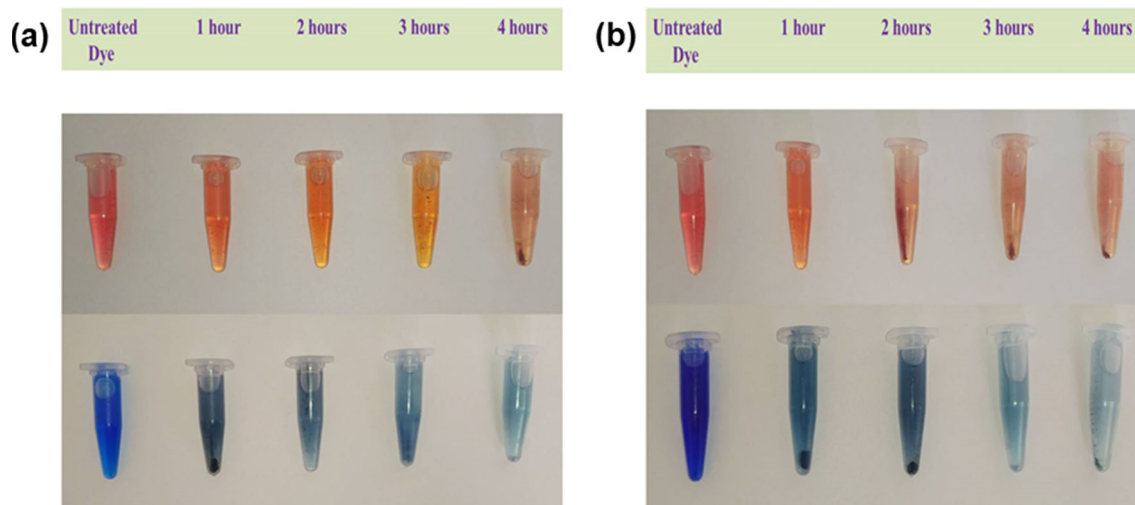 (a)
Untreated
Dye
1 hour
2 hours
3 hours
4 hours
(b)
Untreated
Dye
1 hour
2 hours
3 hours
4 hours